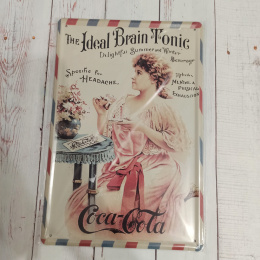 The Ideal Brain Tonic
Delightful Summer and Winter
Beverage
Specific for
Headache.
Relieves
Mental &
Physical
Exhaustion
Coca-Cola